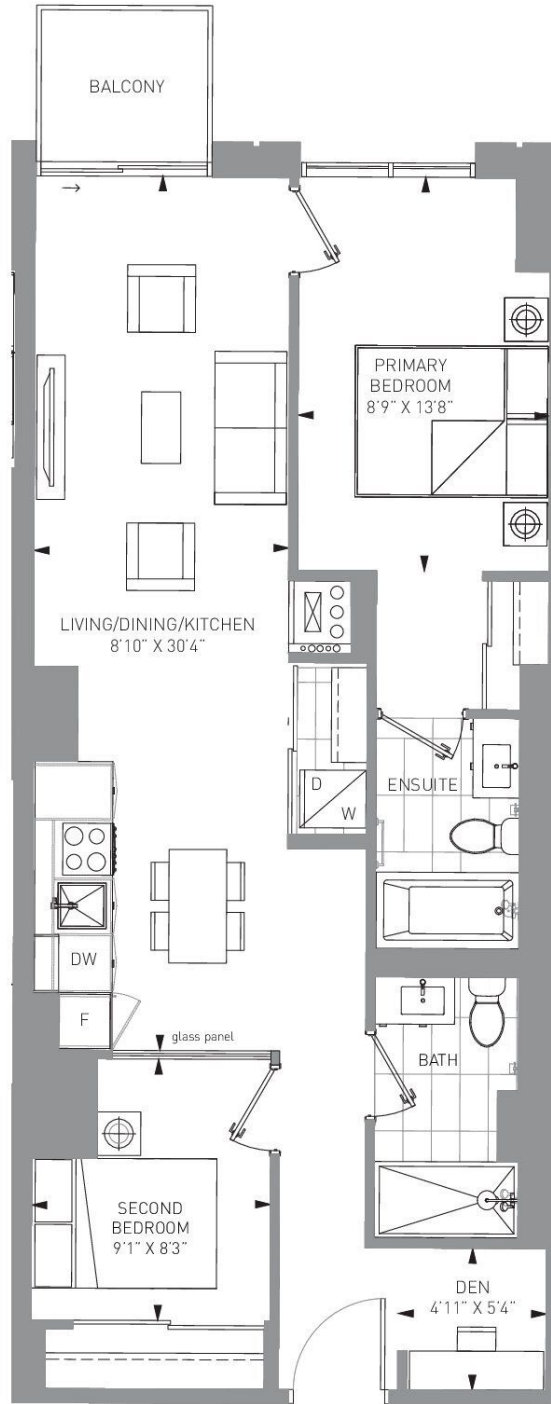 BALCONY
PRIMARY
BEDROOM
8'9" X 13'8"
LIVING/DINING/KITCHEN
8'10" X 30'4"
D
W
ENSUITE
DW
F
glass panel
BATH
SECOND
BEDROOM
9'1" X 8'3"
DEN
4'11" X 5'4"